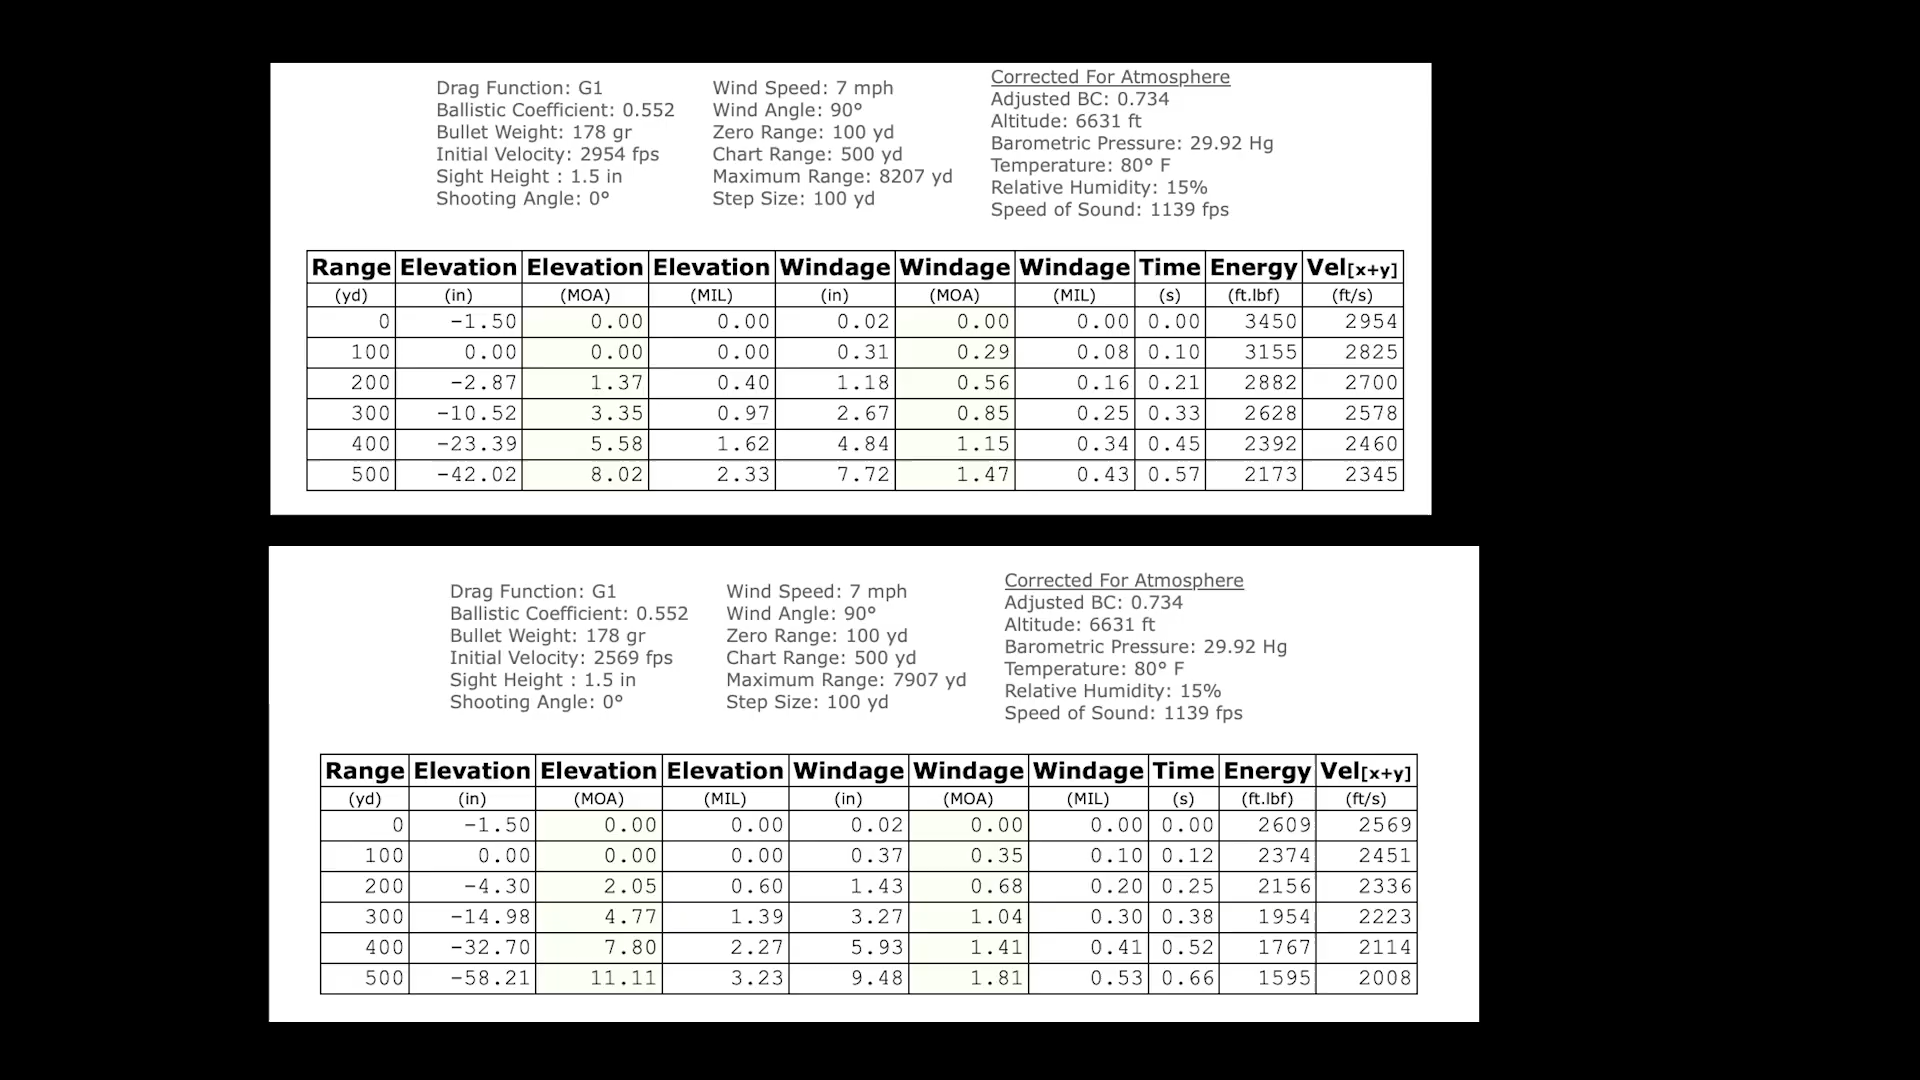 Drag Function: G1
Ballistic Coefficient: 0.552
Bullet Weight: 178 gr
Initial Velocity: 2954 fps
Sight Height : 1.5 in
Shooting Angle: 0°
Wind Speed: 7 mph
Wind Angle: 90°
Zero Range: 100 yd
Chart Range: 500 yd
Maximum Range: 8207 yd
Step Size: 100 yd
Corrected For Atmosphere
Adjusted BC: 0.734
Altitude: 6631 ft
Barometric Pressure: 29.92 Hg
Temperature: 80° F
Relative Humidity: 15%
Speed of Sound: 1139 fps
Range Elevation Elevation Elevation Windage Windage Windage Time Energy Vel[x+y]
(yd) (in) (MOA) (MIL) (in) (MOA) (MIL) (s) (ft.lbf) (ft/s)
0 -1.50 0.00 0.00 0.02 0.00 0.00 0.00 3450 2954
100 0.00 0.00 0.00 0.31 0.29 0.08 0.10 3155 2825
200 -2.87 1.37 0.40 1.18 0.56 0.16 0.21 2882 2700
300 -10.52 3.35 0.97 2.67 0.85 0.25 0.33 2628 2578
400 -23.39 5.58 1.62 4.84 1.15 0.34 0.45 2392 2460
500 -42.02 8.02 2.33 7.72 1.47 0.43 0.57 2173 2345
Drag Function: G1
Ballistic Coefficient: 0.552
Bullet Weight: 178 gr
Initial Velocity: 2569 fps
Sight Height : 1.5 in
Shooting Angle: 0°
Wind Speed: 7 mph
Wind Angle: 90°
Zero Range: 100 yd
Chart Range: 500 yd
Maximum Range: 7907 yd
Step Size: 100 yd
Corrected For Atmosphere
Adjusted BC: 0.734
Altitude: 6631 ft
Barometric Pressure: 29.92 Hg
Temperature: 80° F
Relative Humidity: 15%
Speed of Sound: 1139 fps
Range Elevation Elevation Elevation Windage Windage Windage Time Energy Vel[x+y]
(yd) (in) (MOA) (MIL) (in) (MOA) (MIL) (s) (ft.lbf) (ft/s)
0 -1.50 0.00 0.00 0.02 0.00 0.00 0.00 2609 2569
100 0.00 0.00 0.00 0.37 0.35 0.10 0.12 2374 2451
200 -4.30 2.05 0.60 1.43 0.68 0.20 0.25 2156 2336
300 -14.98 4.77 1.39 3.27 1.04 0.30 0.38 1954 2223
400 -32.70 7.80 2.27 5.93 1.41 0.41 0.52 1767 2114
500 -58.21 11.11 3.23 9.48 1.81 0.53 0.66 1595 2008